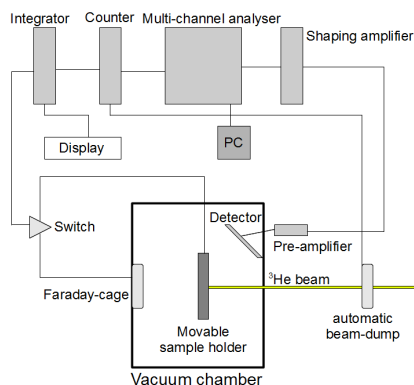 Integrator
Counter
Multi-channel analyser
Shaping amplifier
Display
PC
Switch
Detector
Pre-amplifier
Faraday-cage
³He beam
Movable
sample holder
automatic
beam-dump
Vacuum chamber